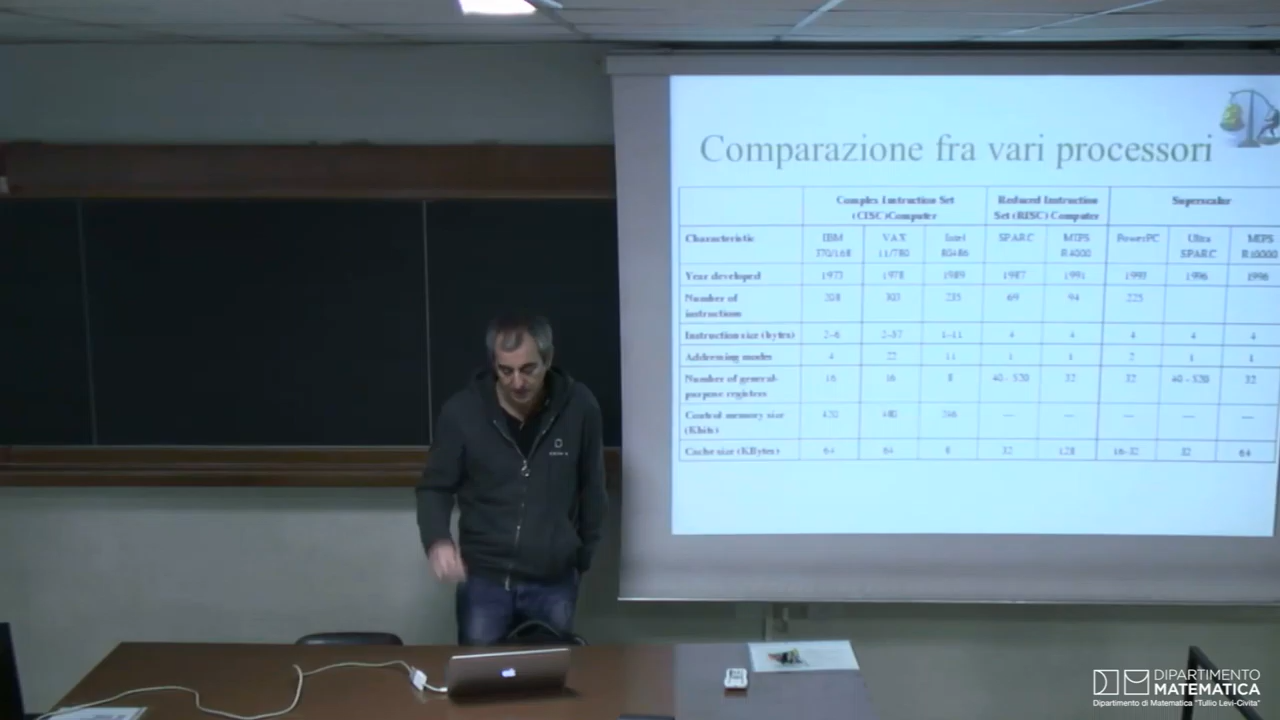 Comparazione fra vari processori
Complex Instruction Set (CISC)Computer
Reduced Instruction Set (RISC) Computer
Superscalar
Characteristic IBM 370/168 VAX 11/780 Intel 80486 SPARC MIPS R4000 PowerPC Ultra SPARC MIPS R10000
Year developed 1973 1978 1989 1987 1991 1993 1996 1996
Number of instructions 208 303 235 69 94 225
Instruction size (bytes) 2–6 2–57 1–11 4 4 4 4 4
Addressing modes 4 22 11 1 1 2 1 1
Number of general-purpose registers 16 16 8 40 - 520 32 32 40 - 520 32
Control memory size (Kbits) 420 480 246 — — — — —
Cache size (KBytes) 64 64 8 32 128 16-32 32 64
DIPARTIMENTO
MATEMATICA
Dipartimento di Matematica "Tullio Levi-Civita"